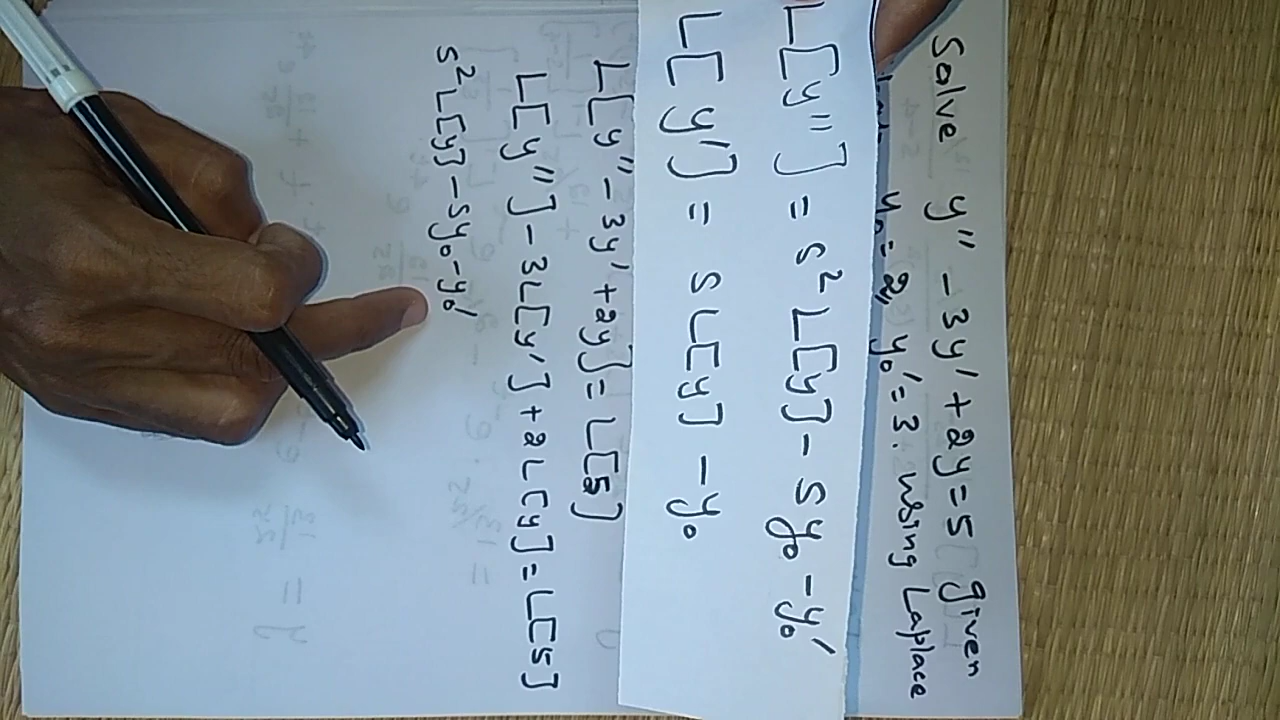 Solve y'' - 3y' + 2y = 5 given
y₀ = 2, y₀' = 3. using Laplace
L[y''] = s²L[y] - sy₀ - y₀'
L[y'] = sL[y] - y₀
L[y'' - 3y' + 2y] = L[5]
L[y''] - 3L[y'] + 2L[y] = L[5]
s²L[y] - sy₀ - y₀'